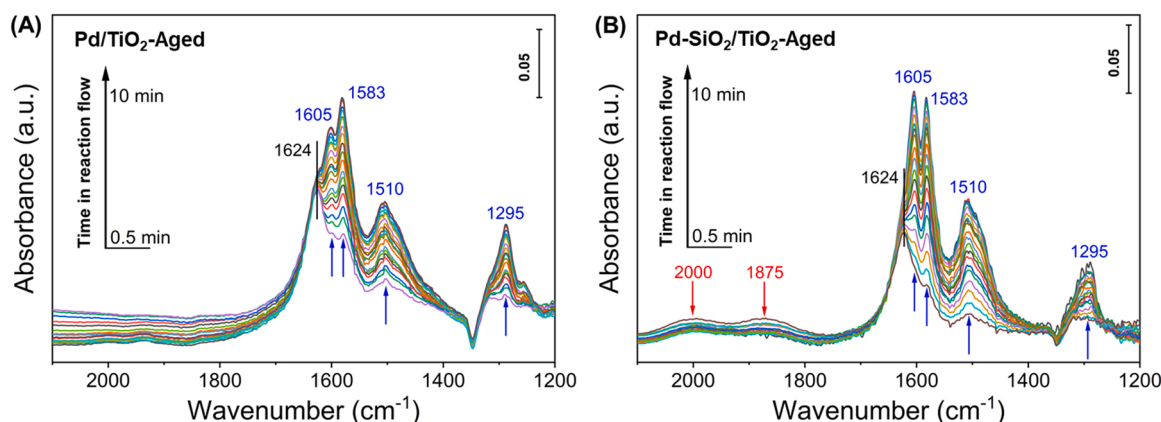 (A)
Pd/TiO2-Aged
0.05
Time in reaction flow
10 min
0.5 min
1624
1605
1583
1510
1295
Absorbance (a.u.)
2000
1800
1600
1400
1200
Wavenumber (cm-1)
(B)
Pd-SiO2/TiO2-Aged
0.05
Time in reaction flow
10 min
0.5 min
2000
1875
1624
1605
1583
1510
1295
Absorbance (a.u.)
2000
1800
1600
1400
1200
Wavenumber (cm-1)